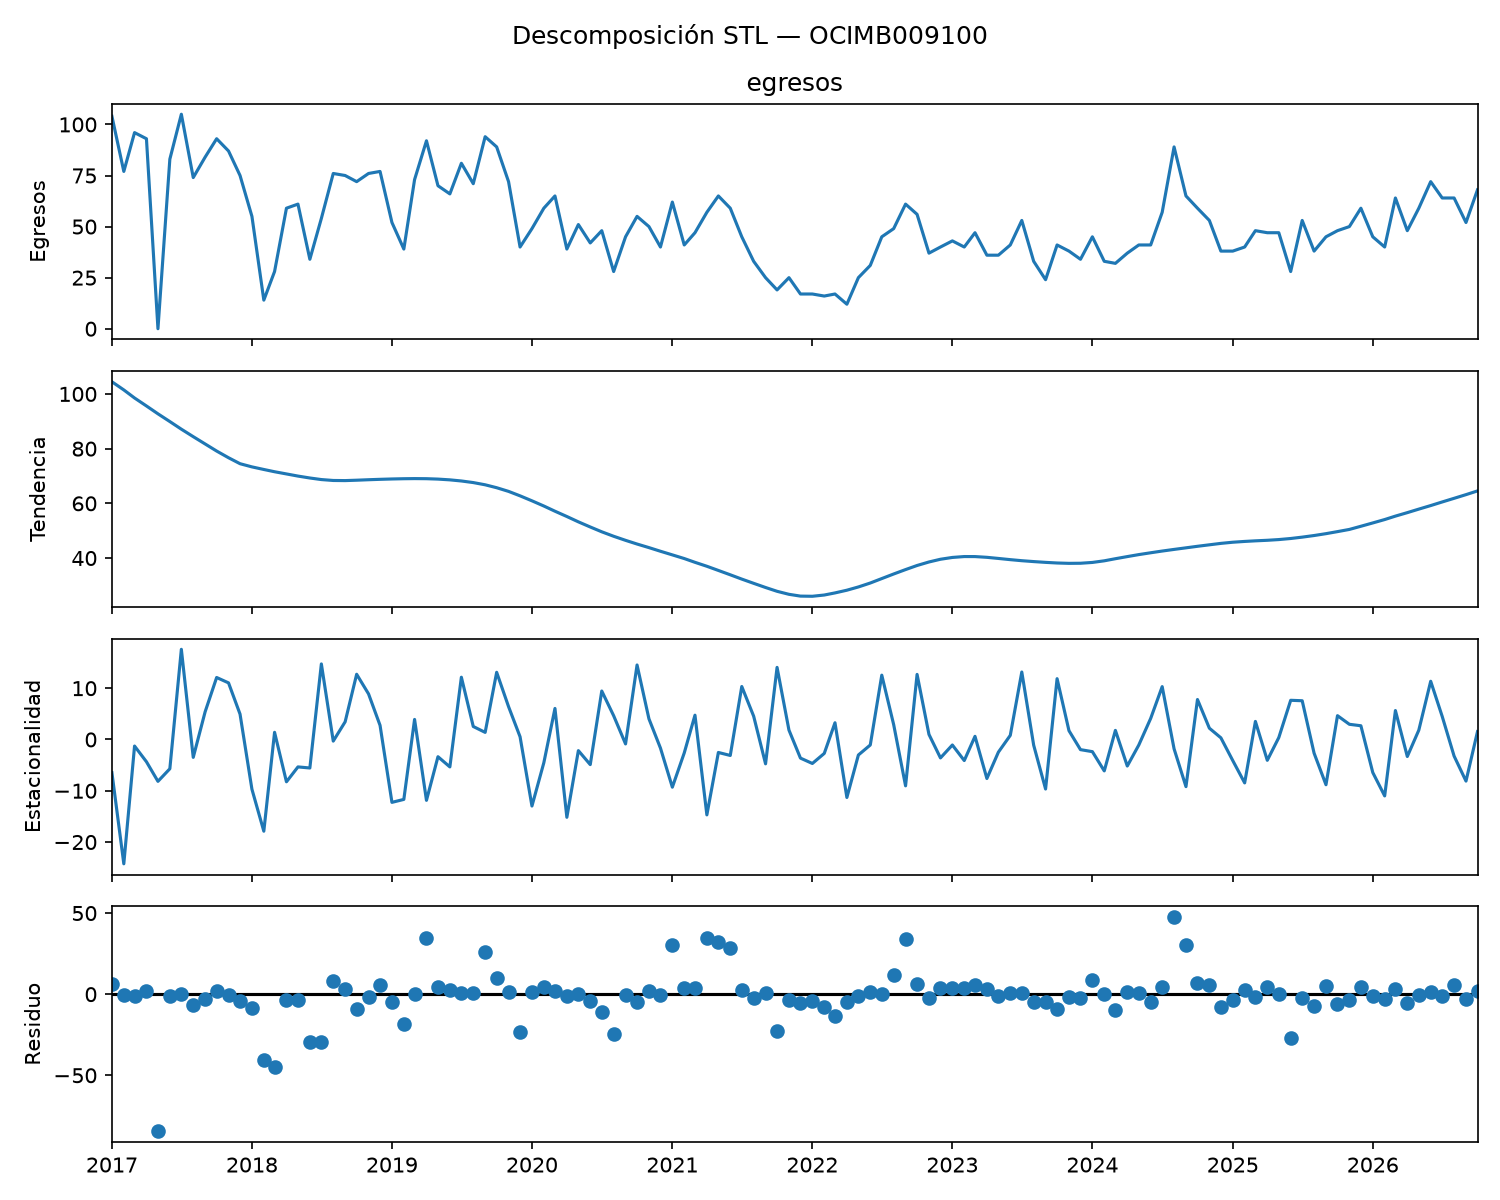 Descomposición STL — OCIMB009100
egresos
Egresos
100
75
50
25
0
Tendencia
100
80
60
40
Estacionalidad
10
0
−10
−20
Residuo
50
0
−50
2017 2018 2019 2020 2021 2022 2023 2024 2025 2026